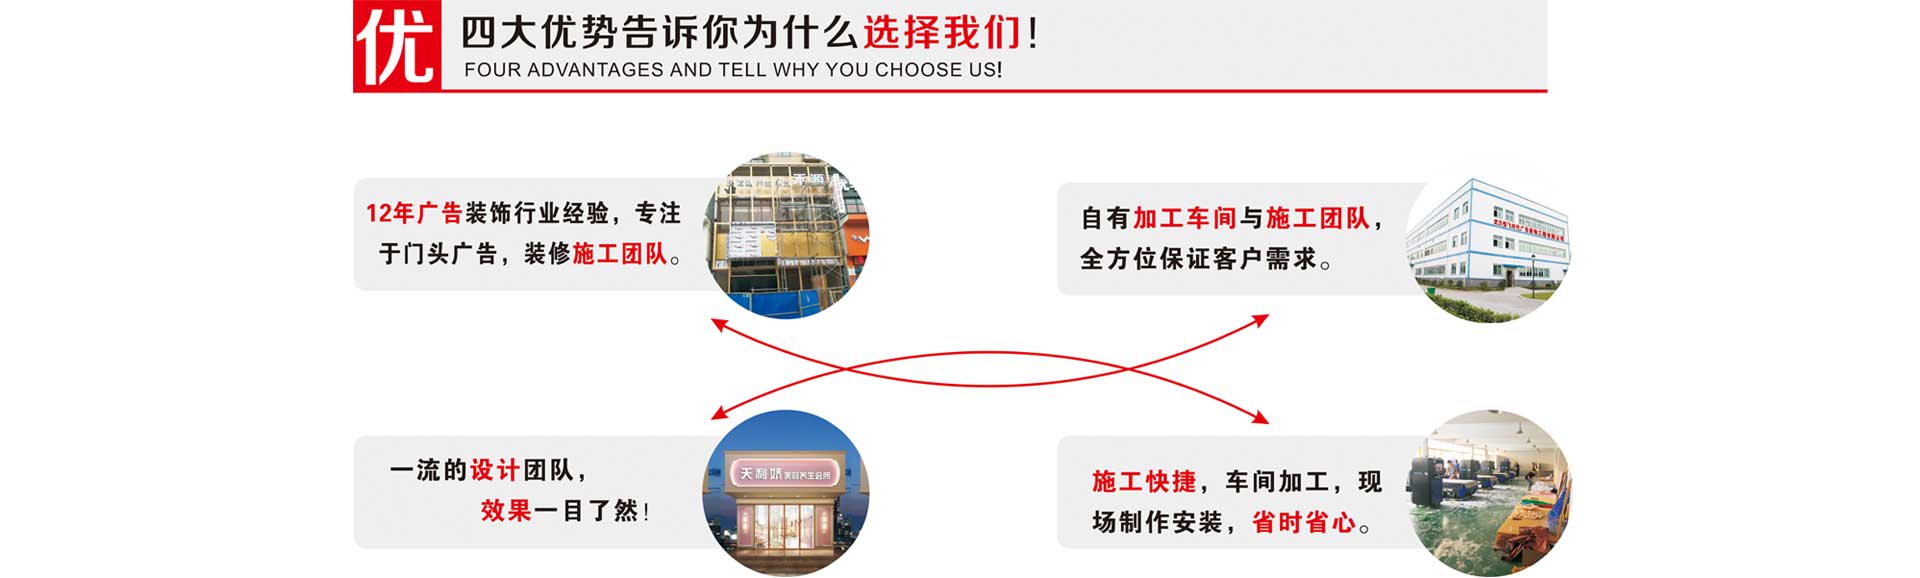 优
四大优势告诉你为什么选择我们!
FOUR ADVANTAGES AND TELL WHY YOU CHOOSE US!
12年广告装饰行业经验，专注
于门头广告，装修施工团队。
禾源
自有加工车间与施工团队，
全方位保证客户需求。
一流的设计团队，
效果一目了然!
天利娇 美容养生会所
施工快捷，车间加工，现
场制作安装，省时省心。